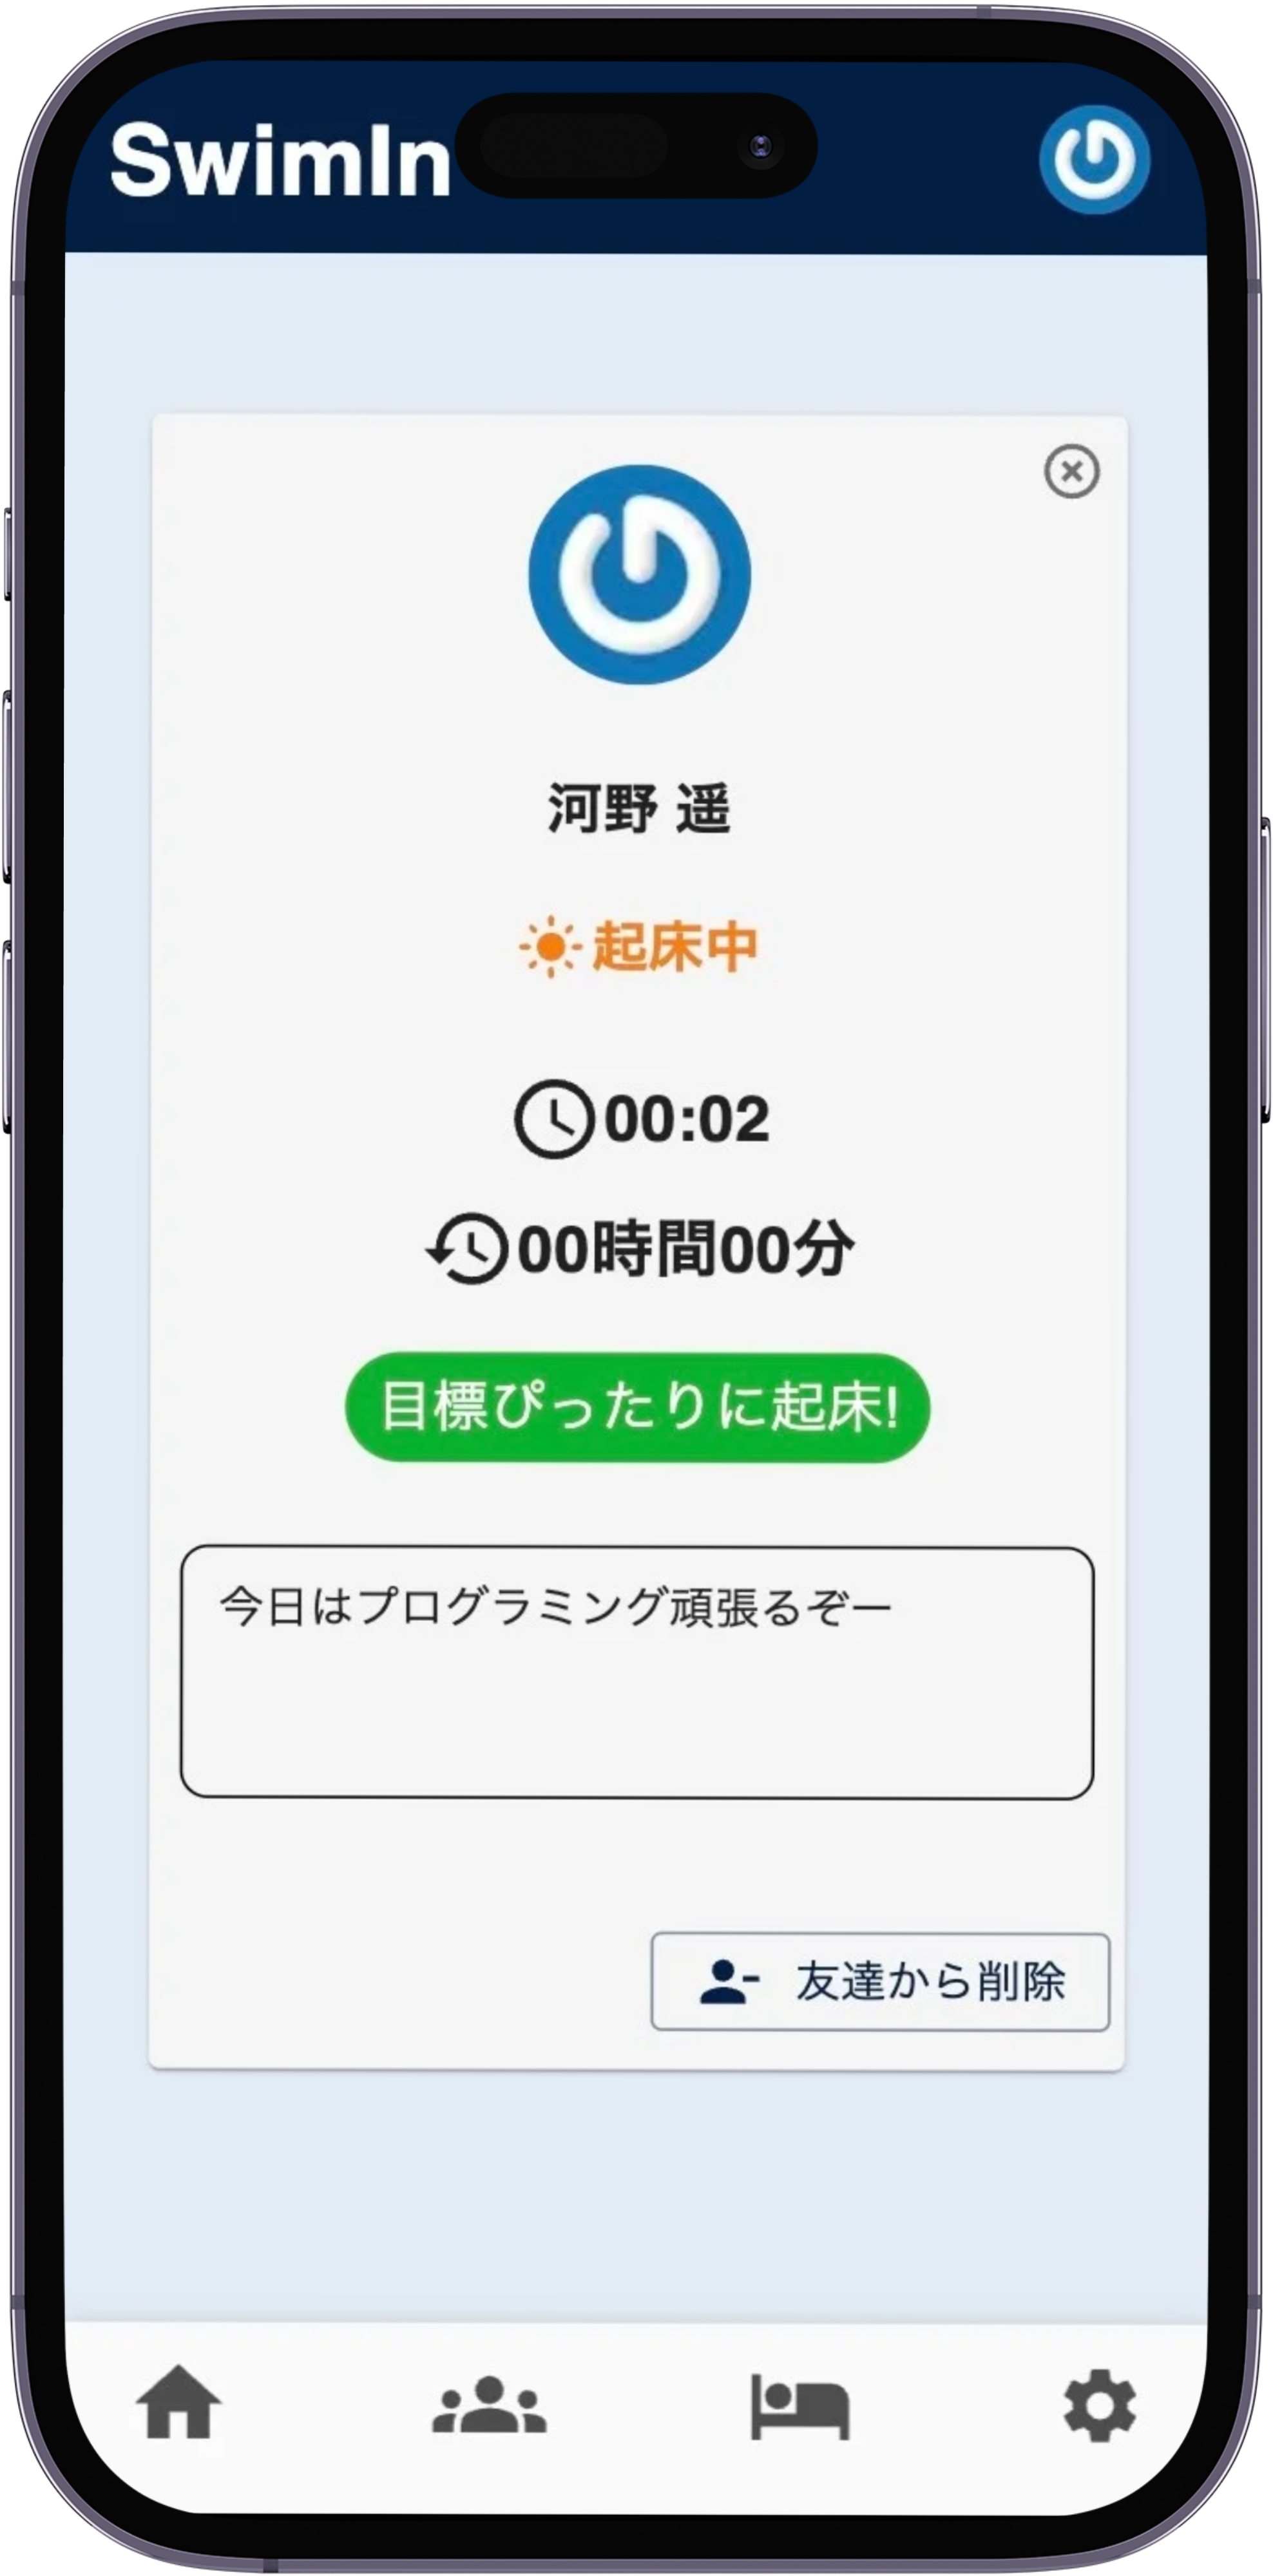 SwimIn
河野 遥
起床中
00:02
00時間00分
目標ぴったりに起床!
今日はプログラミング頑張るぞー
友達から削除